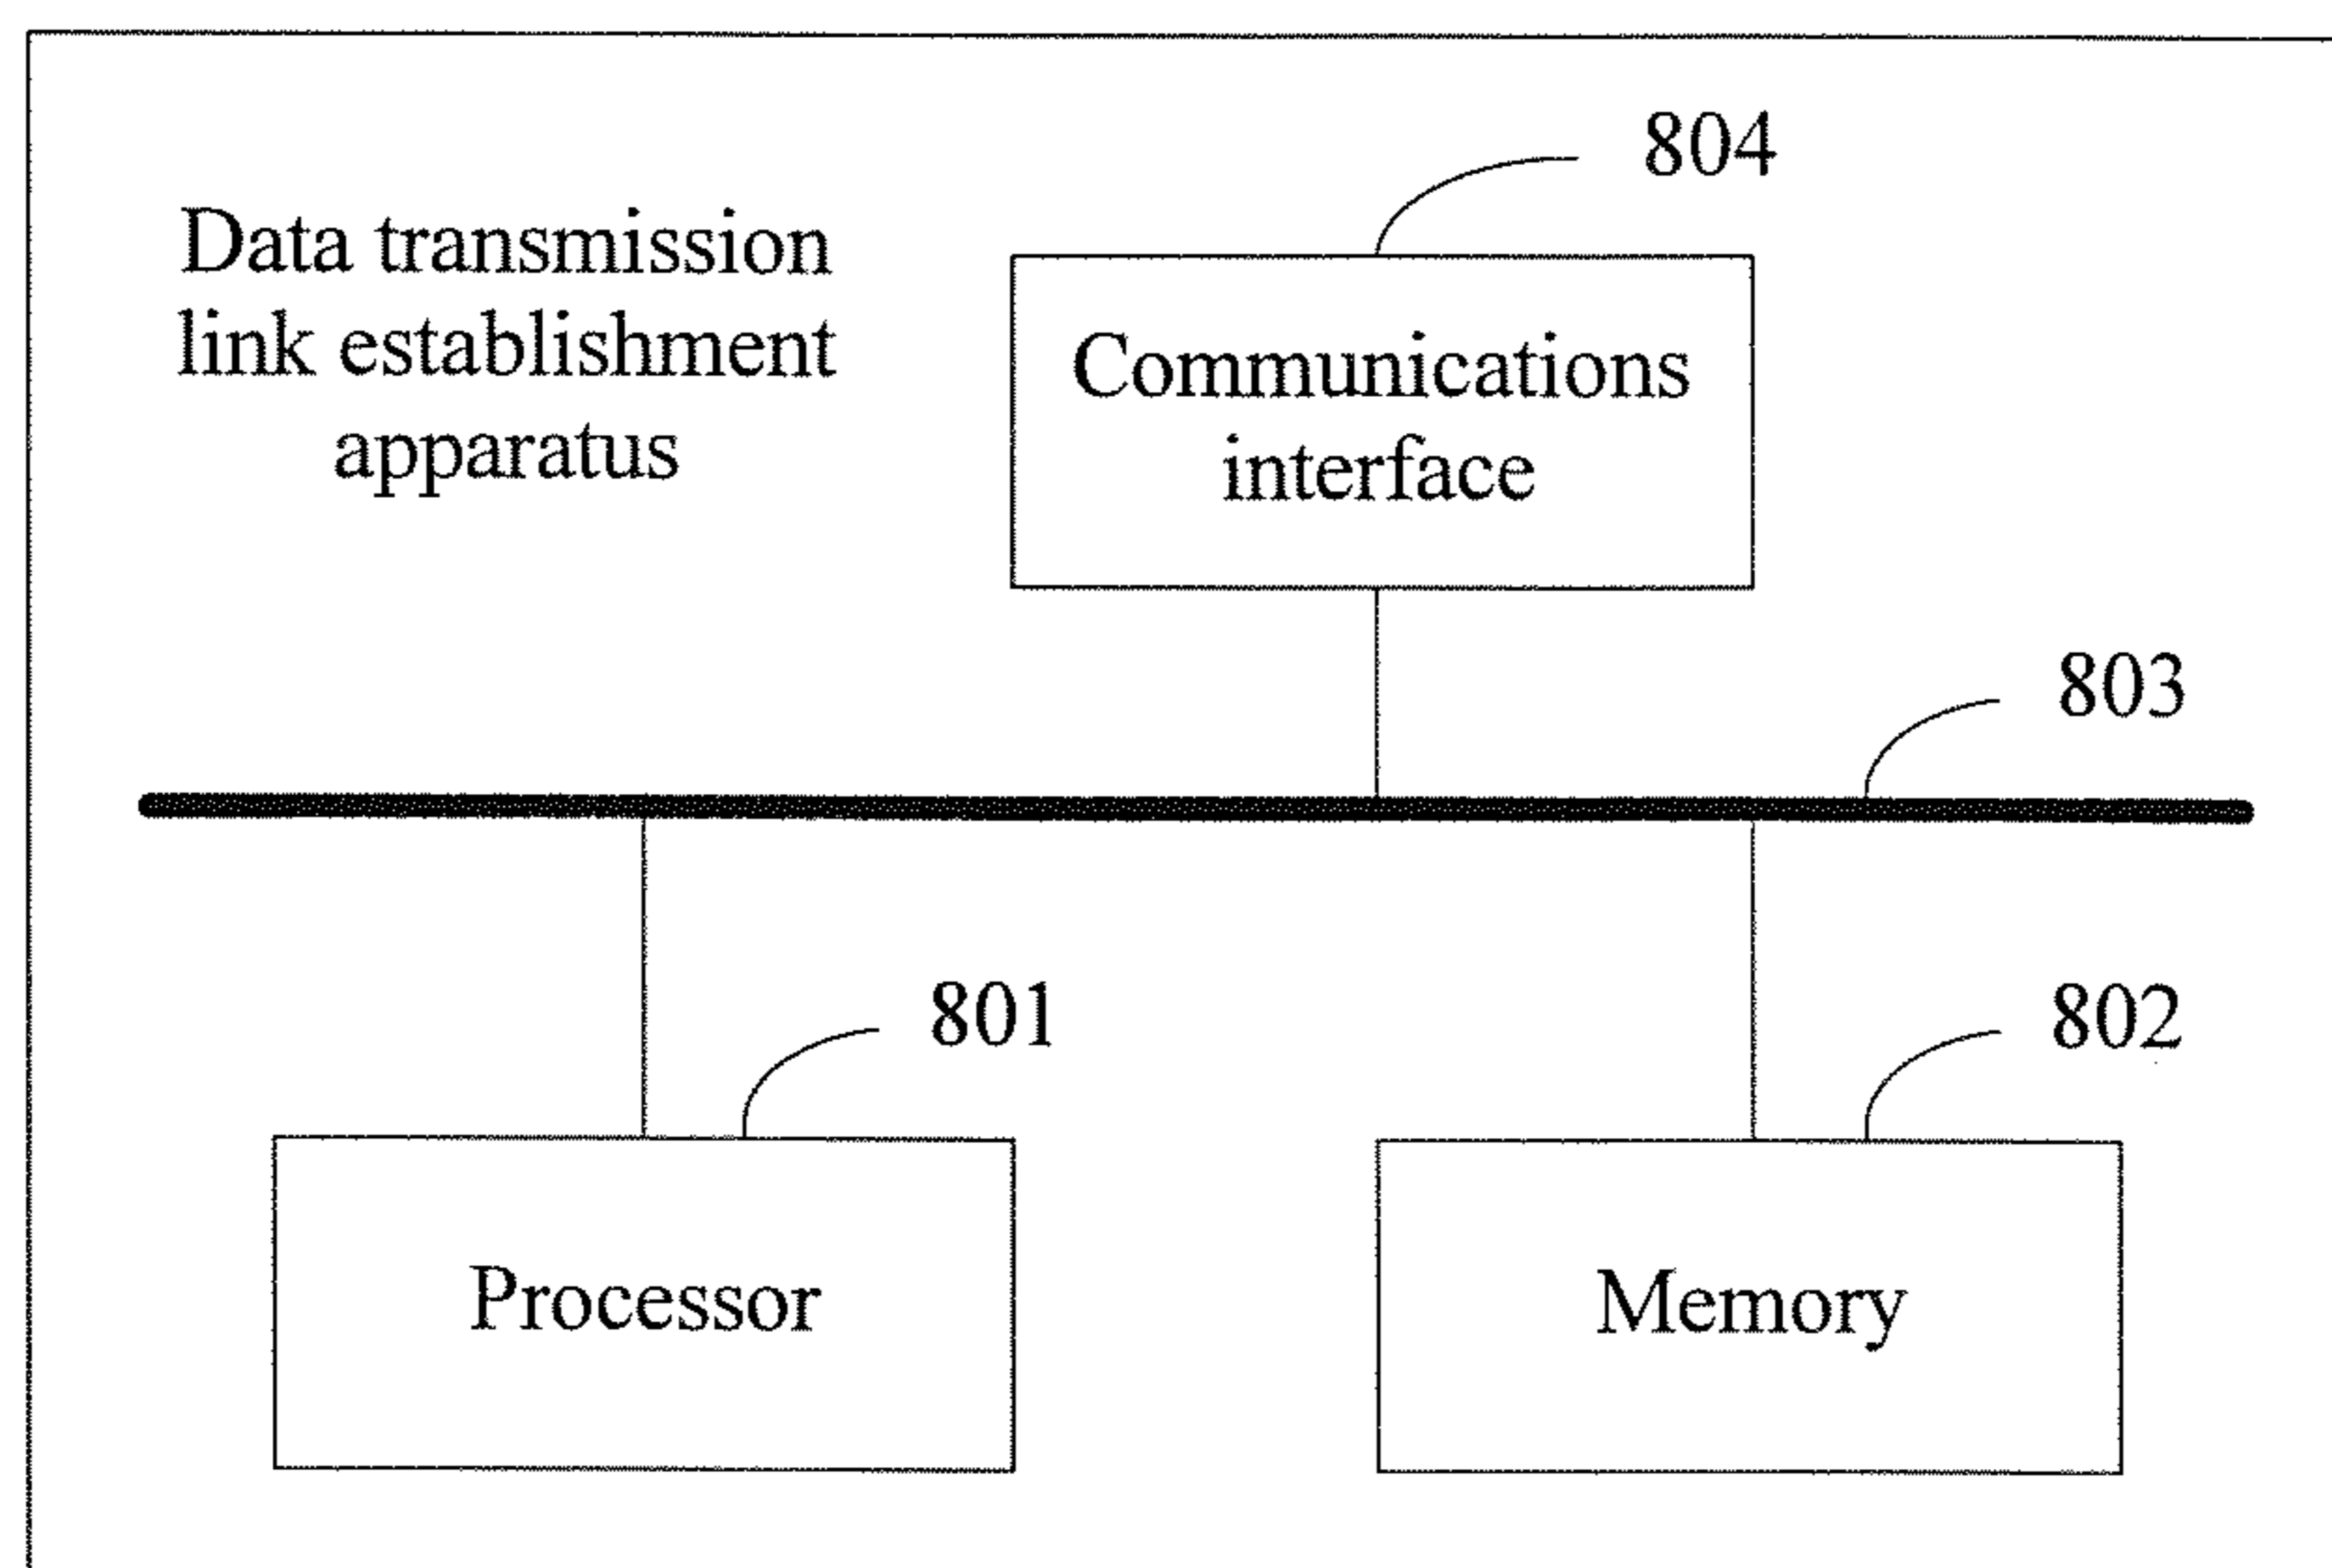 804
Data transmission
link establishment
apparatus
Communications
interface
803
801
802
Processor
Memory